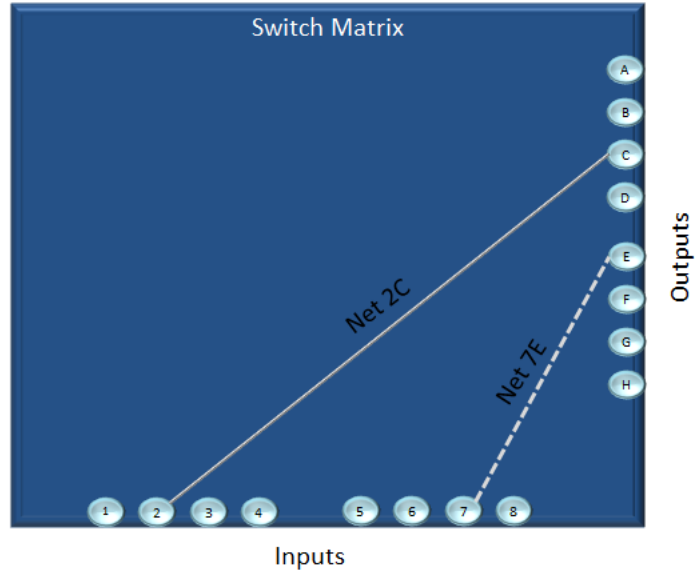 Switch Matrix
A
B
C
D
E
F
G
H
Outputs
Net 2C
Net 7E
1 2 3 4 5 6 7 8
Inputs